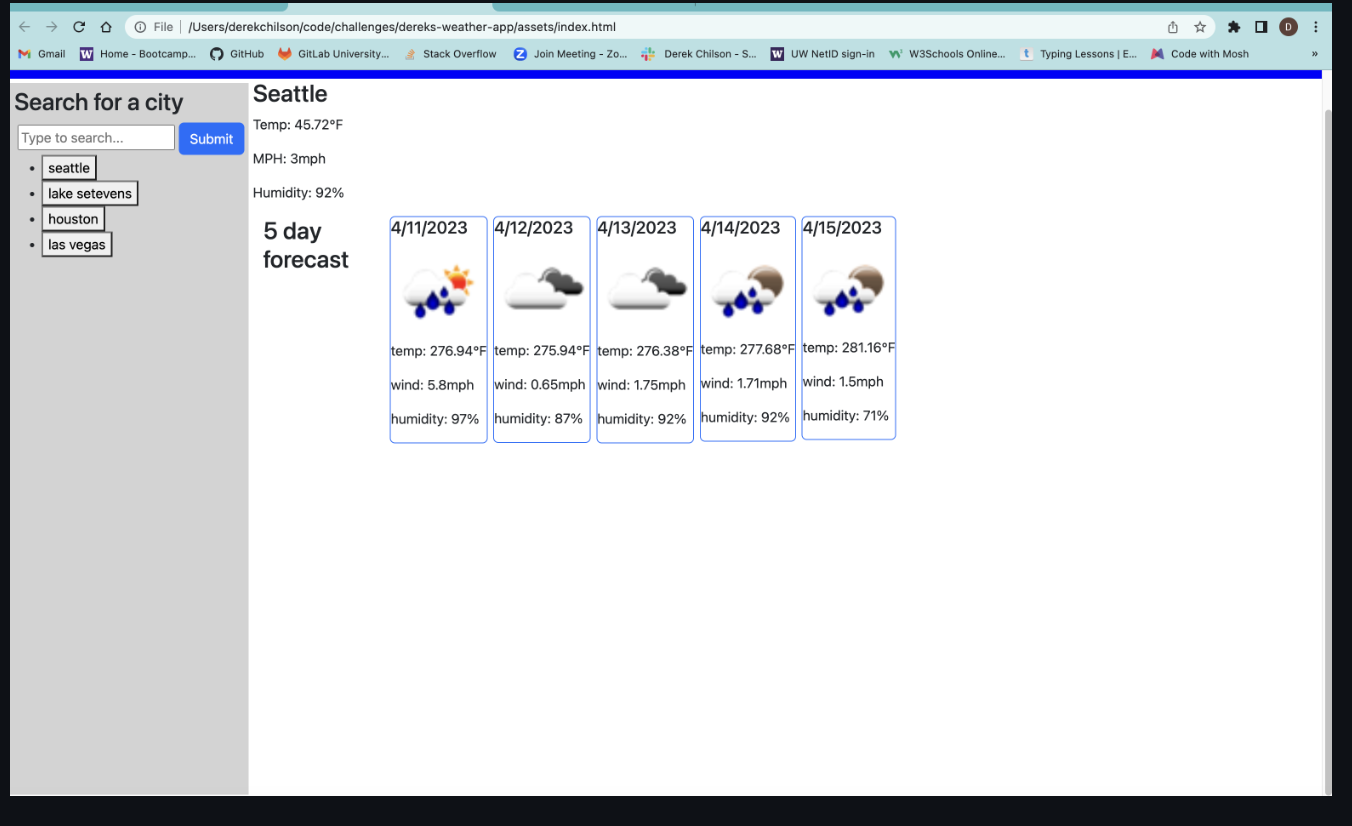 File /Users/derekchilson/code/challenges/dereks-weather-app/assets/index.html D
Gmail W Home - Bootcamp... GitHub GitLab University... Stack Overflow Z Join Meeting - Zo... Derek Chilson - S... W UW NetID sign-in W³ W3Schools Online... t Typing Lessons | E... M Code with Mosh »
Search for a city
Type to search... Submit
• seattle
• lake setevens
• houston
• las vegas
Seattle
Temp: 45.72°F
MPH: 3mph
Humidity: 92%
5 day
forecast
4/11/2023
temp: 276.94°F
wind: 5.8mph
humidity: 97%
4/12/2023
temp: 275.94°F
wind: 0.65mph
humidity: 87%
4/13/2023
temp: 276.38°F
wind: 1.75mph
humidity: 92%
4/14/2023
temp: 277.68°F
wind: 1.71mph
humidity: 92%
4/15/2023
temp: 281.16°F
wind: 1.5mph
humidity: 71%